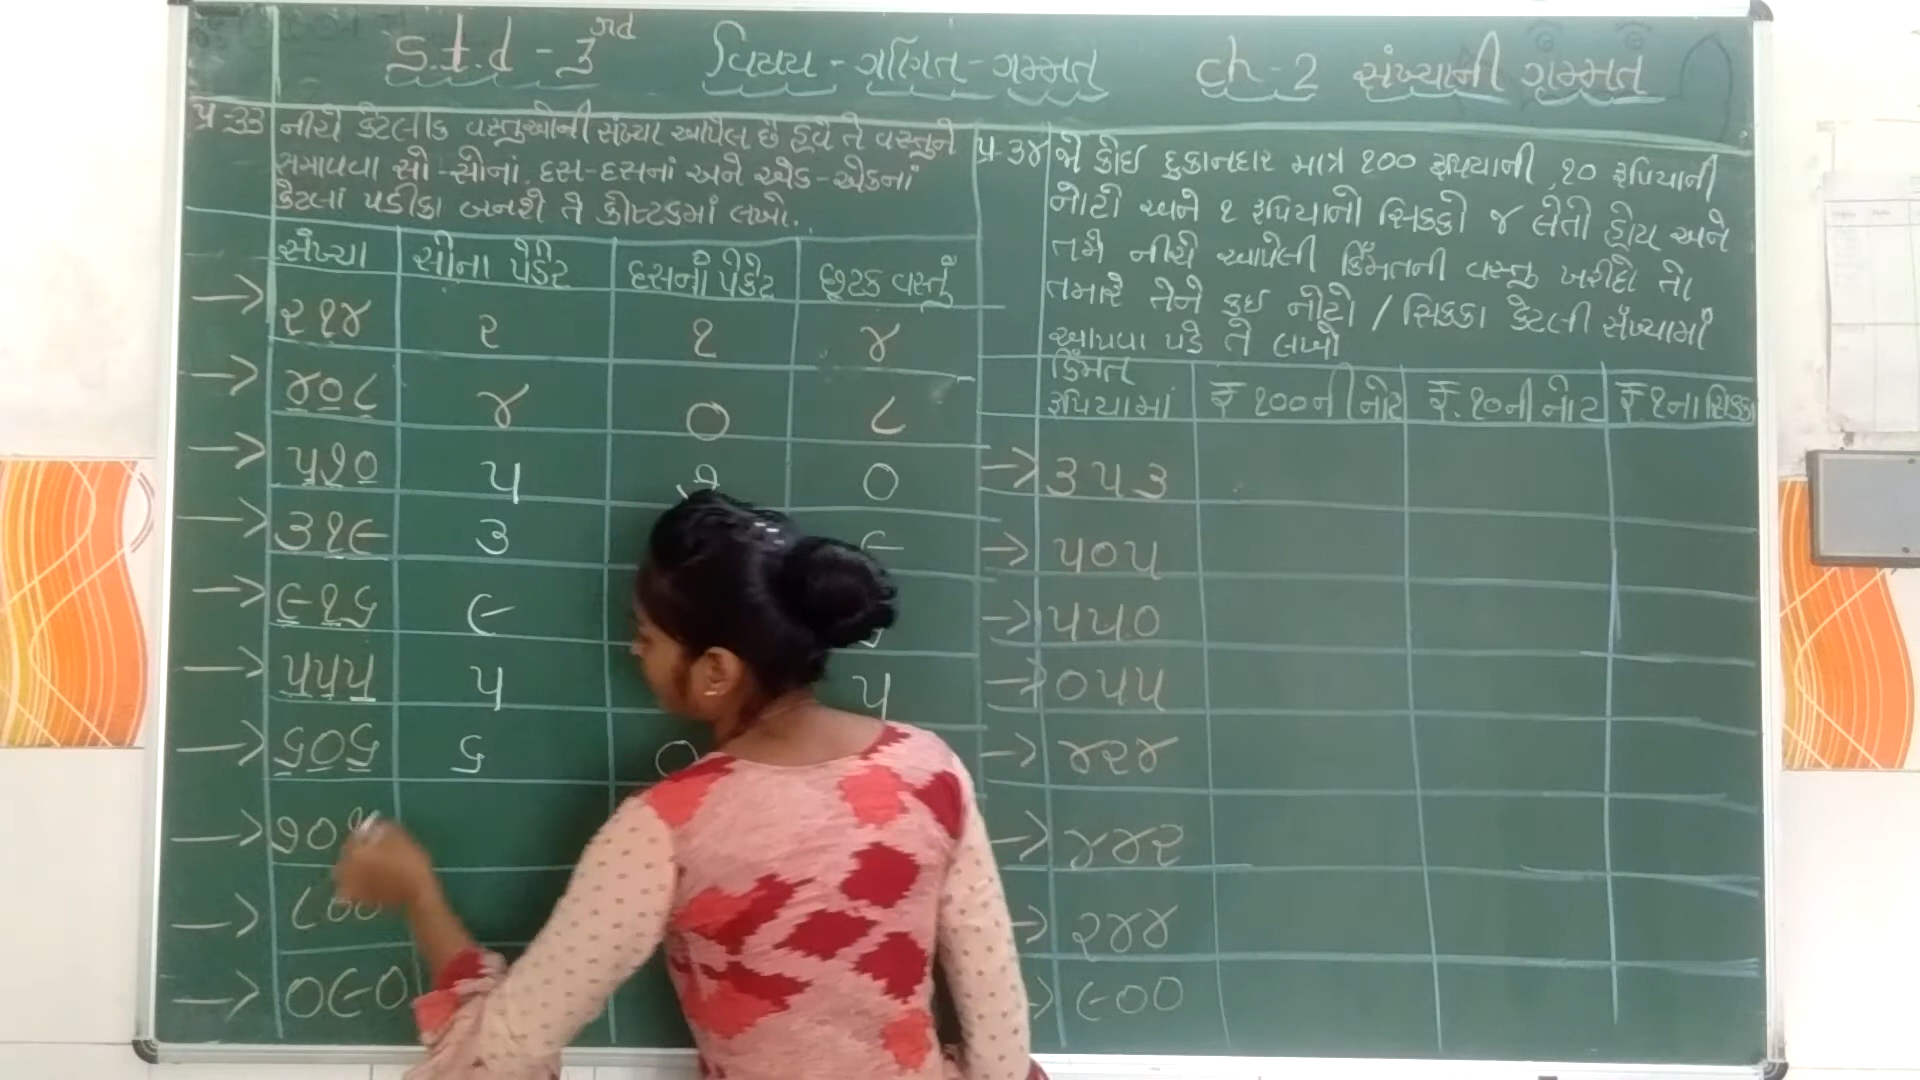 S.t.d - 3rd વિષય - ગણિત - ગમ્મત ch - 2 સંખ્યાની ગમ્મત
પ્ર-૩૩ નીચે કેટલીક વસ્તુઓની સંખ્યા આપેલ છે હવે તે વસ્તુને
સમાવવા સો-સોનાં, દસ-દસનાં અને એક-એકનાં
કેટલાં પડીકા બનશે તે કોષ્ટકમાં લખો.
સંખ્યા સોના પેકેટ દસનાં પેકેટ છૂટક વસ્તું
૨૧૪ ૨ ૧ ૪
૪૦૮ ૪ ૦ ૮
૫૧૦ ૫ ૧ ૦
૩૧૯ ૩ ૯
૯૧૬ ૯
૫૫૫ ૫ ૫
૬૦૬ ૬ ૦
૮૦૦
૦૯૦
પ્ર-૩૪ જો કોઈ દુકાનદાર માત્ર ૧૦૦ રૂપિયાની, ૧૦ રૂપિયાની
નોટો અને ૧ રૂપિયાનો સિક્કો જ લેતો હોય અને
તમે નીચે આપેલી કિંમતની વસ્તુ ખરીદો તો
તમારે તેને કઇ નોટો / સિક્કા કેટલી સંખ્યામાં
આપવા પડે તે લખો
કિંમત
રૂપિયામાં ₹ ૧૦૦ની નોટ ₹. ૧૦ની નોટ ₹ ૧ના સિક્કા
૩૫૩
૫૦૫
૫૫૦
૦૫૫
૪૨૪
૪૪૨
૨૪૪
૯૦૦